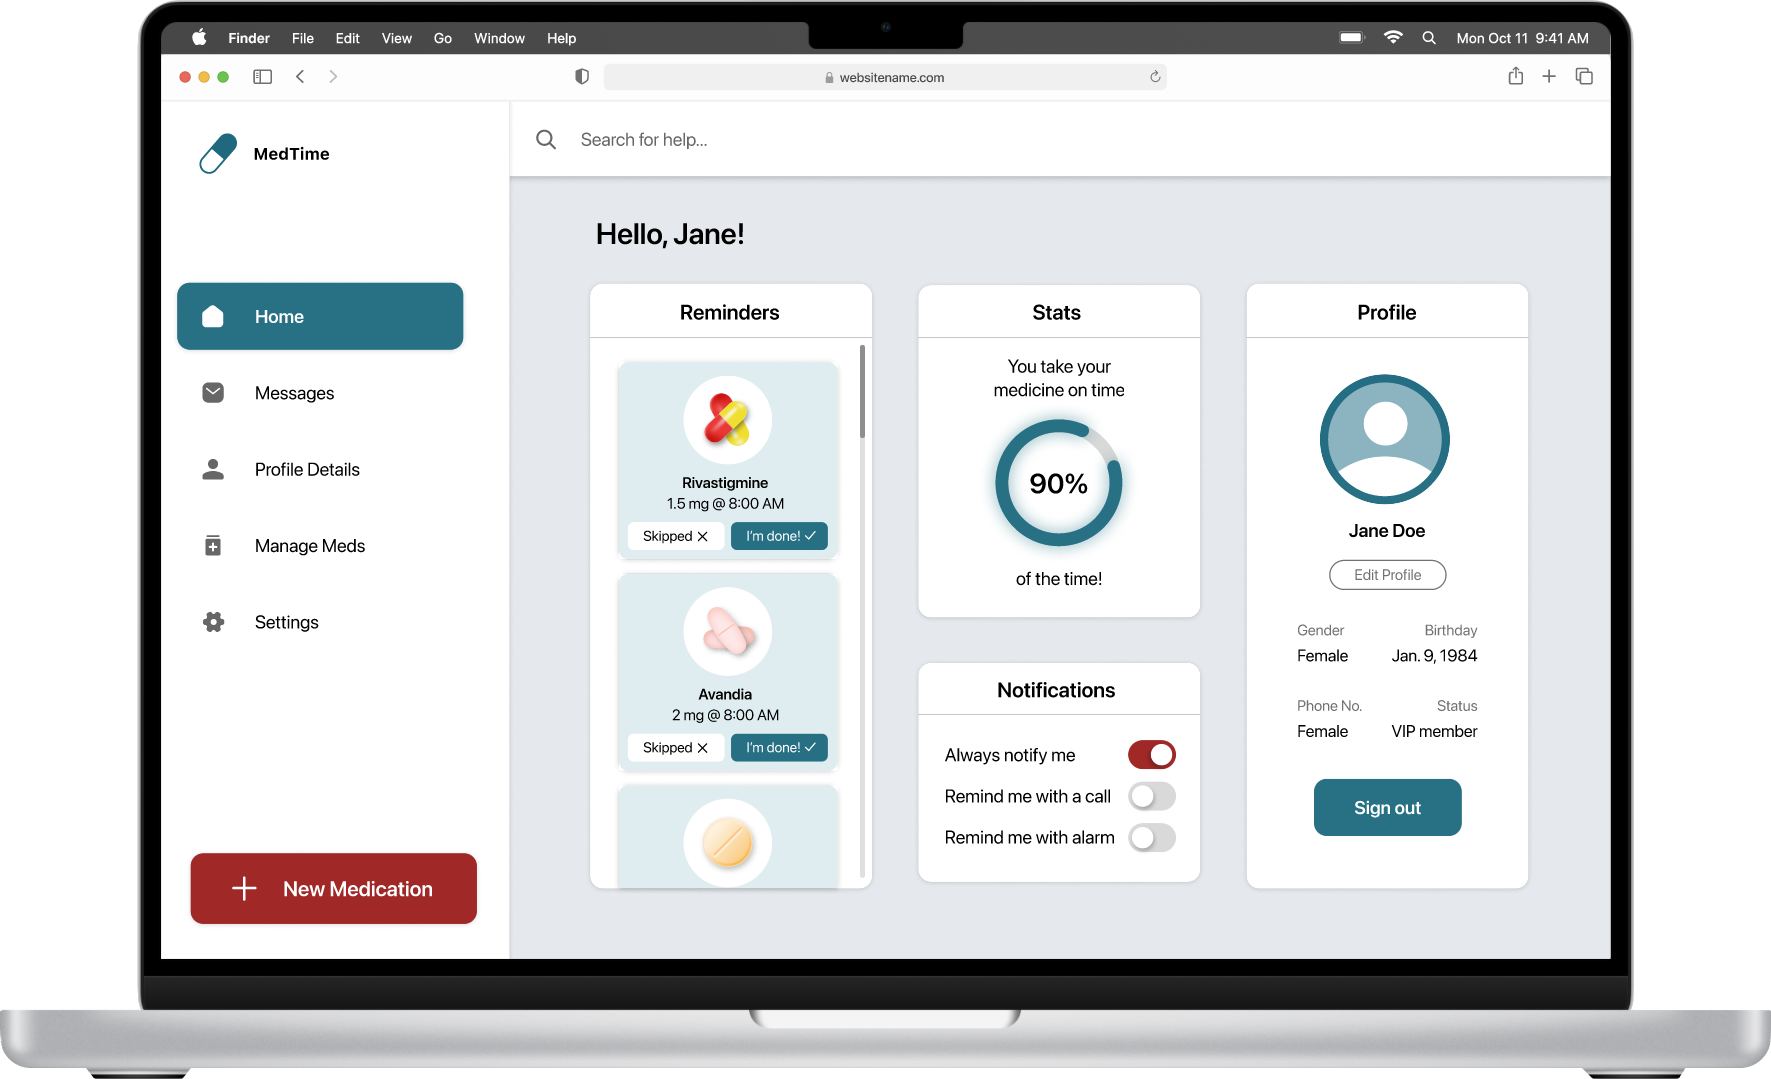 Finder File Edit View Go Window Help
Mon Oct 11 9:41 AM
websitename.com
MedTime
Search for help...
Hello, Jane!
Home
Messages
Profile Details
Manage Meds
Settings
New Medication
Reminders
Rivastigmine
1.5 mg @ 8:00 AM
Skipped I'm done!
Avandia
2 mg @ 8:00 AM
Skipped I'm done!
Stats
You take your
medicine on time
90%
of the time!
Notifications
Always notify me
Remind me with a call
Remind me with alarm
Profile
Jane Doe
Edit Profile
Gender Birthday
Female Jan. 9, 1984
Phone No. Status
Female VIP member
Sign out